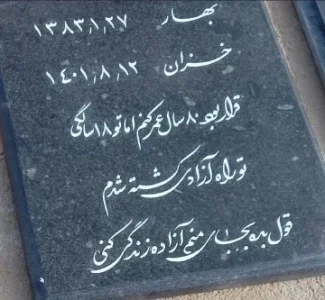 بهار ۱۳۸۳،۱،۲۷
خزان ۱۴۰۱،۸،۱۲
قرار بود ۸۰ سال عمر کنم اما تو ۱۸ سالگی
تو راه آزادی کشته شدم
قول بده بجای منم آزاده زندگی کنی